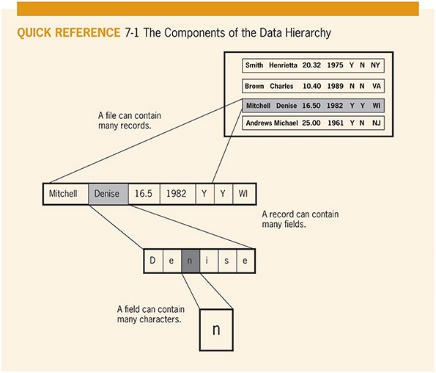 QUICK REFERENCE 7-1 The Components of the Data Hierarchy
Smith Henrietta 20.32 1975 Y N NY
Brown Charles 10.40 1989 N N VA
Mitchell Denise 16.50 1982 Y Y WI
Andrews Michael 25.00 1961 Y N NJ
A file can contain
many records.
Mitchell Denise 16.5 1982 Y Y WI
A record can contain
many fields.
D e n i s e
A field can contain
many characters.
n